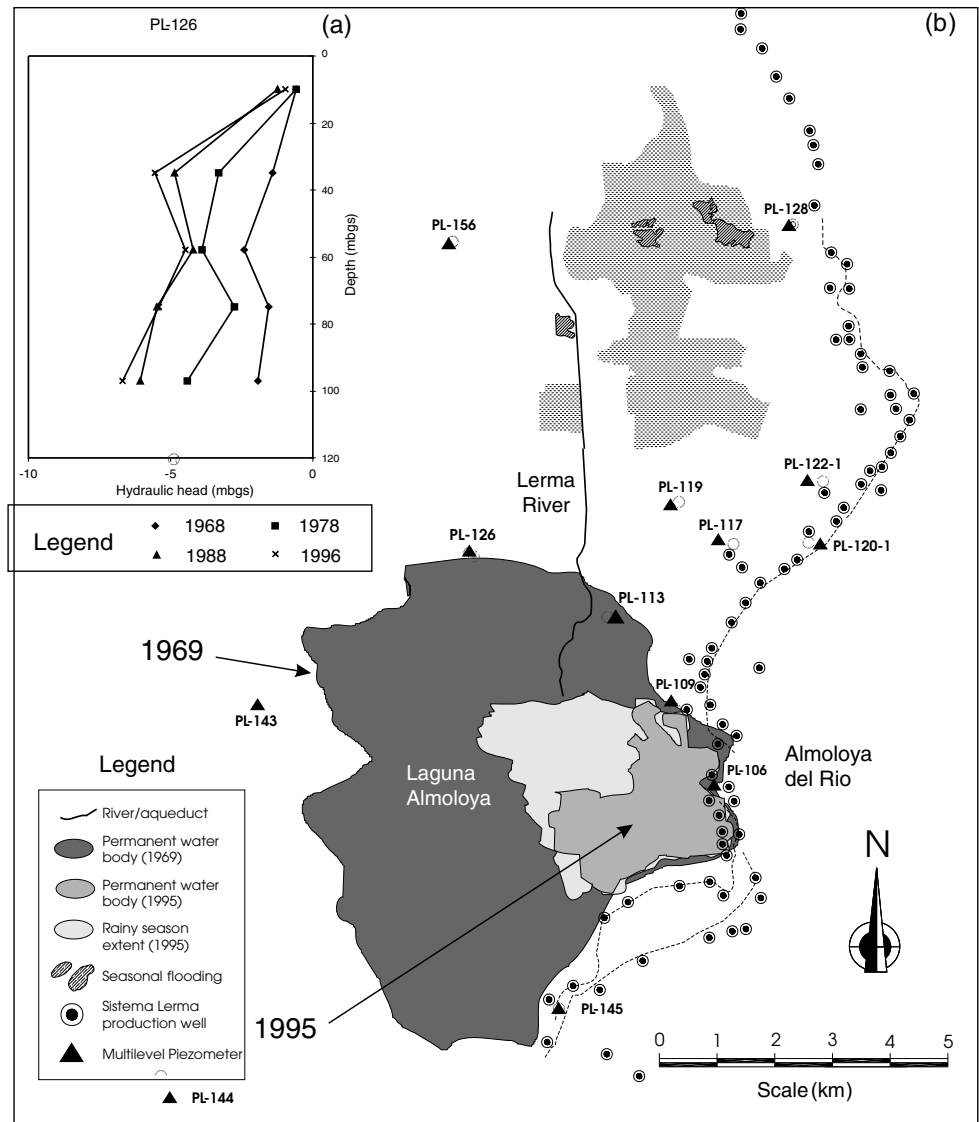 PL-126
(a)
(b)
0
20
40
60
80
100
120
Depth (mbgs)
-10
-5
0
Hydraulic head (mbgs)
Legend
1968
1978
1988
1996
PL-156
PL-128
Lerma
River
PL-122-1
PL-119
PL-117
PL-120-1
PL-126
PL-113
1969
PL-109
PL-143
Laguna
Almoloya
Almoloya
del Rio
PL-106
Legend
River/aqueduct
Permanent water
body (1969)
Permanent water
body (1995)
Rainy season
extent (1995)
Seasonal flooding
Sistema Lerma
production well
Multilevel Piezometer
1995
PL-145
PL-144
N
0 1 2 3 4 5
Scale (km)